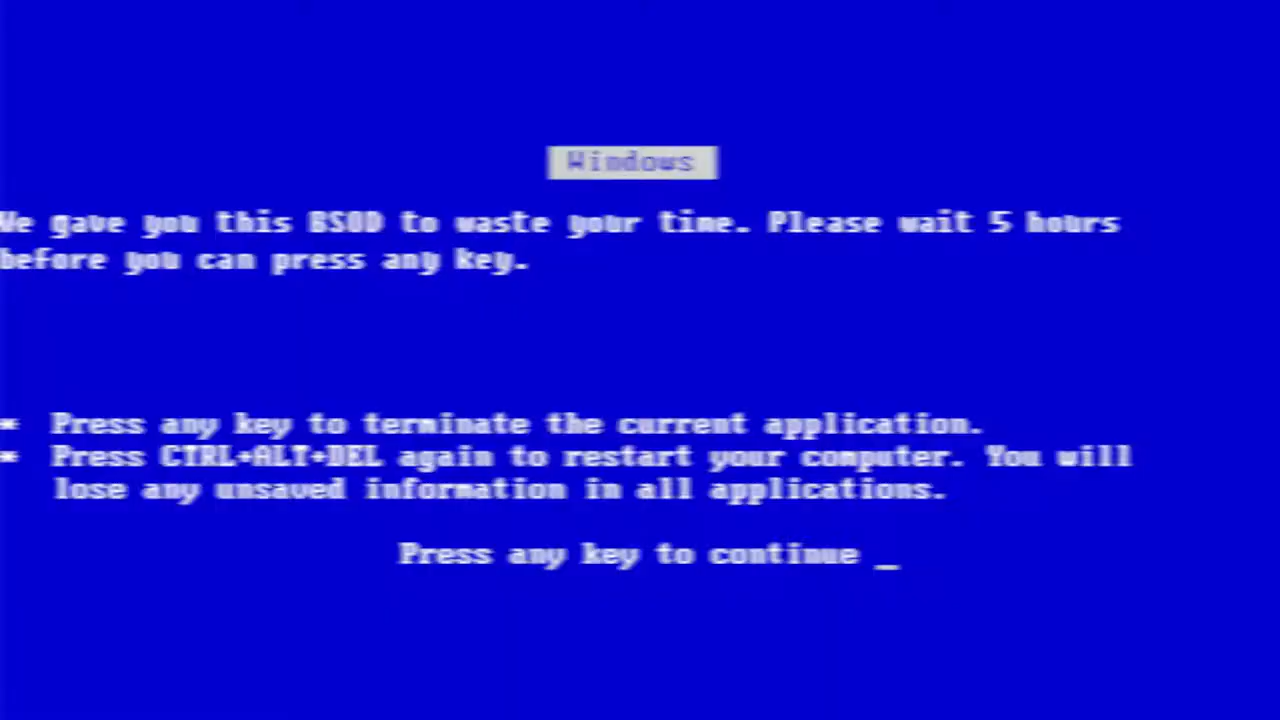 Windows
We gave you this BSOD to waste your time. Please wait 5 hours
before you can press any key.
* Press any key to terminate the current application.
* Press CTRL+ALT+DEL again to restart your computer. You will
lose any unsaved information in all applications.
Press any key to continue _